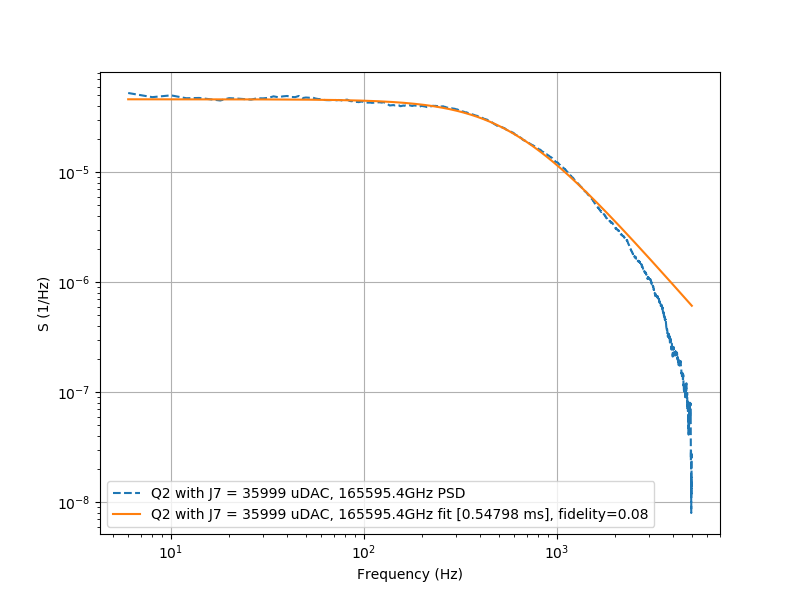 S (1/Hz)
10⁻⁵
10⁻⁶
10⁻⁷
10⁻⁸
Q2 with J7 = 35999 uDAC, 165595.4GHz PSD
Q2 with J7 = 35999 uDAC, 165595.4GHz fit [0.54798 ms], fidelity=0.08
10¹ 10² 10³
Frequency (Hz)